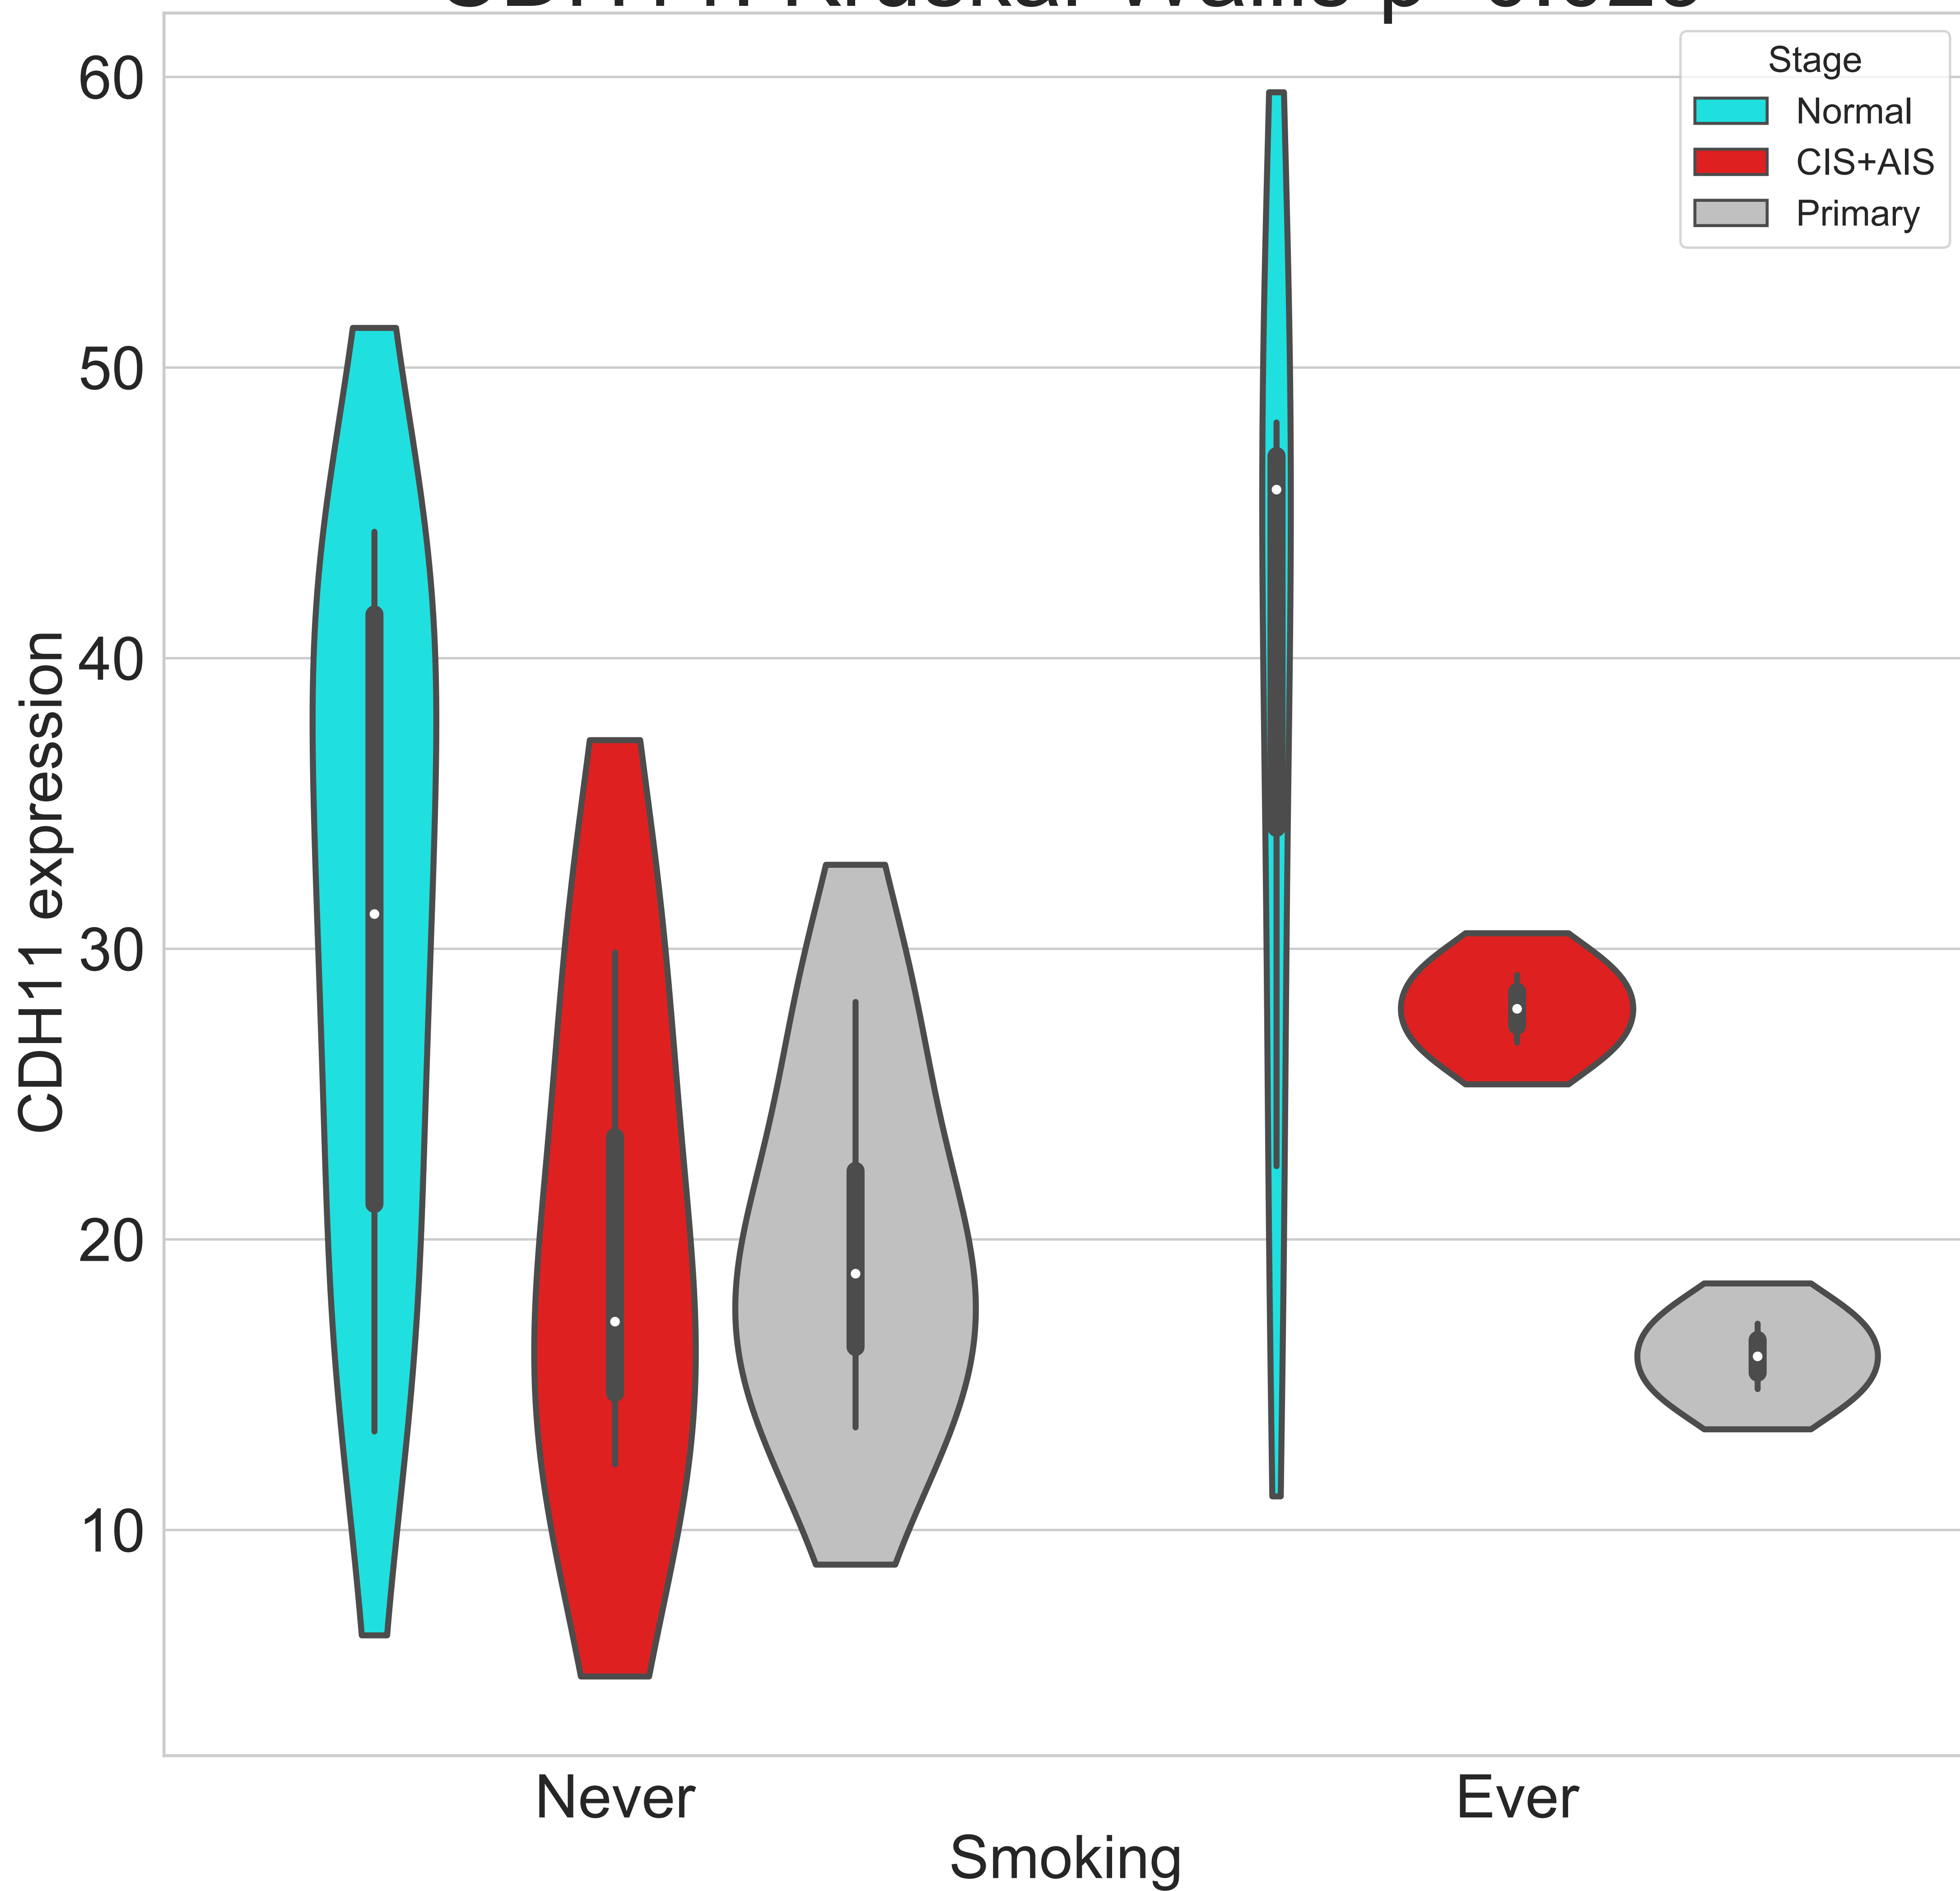 Stage
Normal
CIS+AIS
Primary
60
50
40
30
20
10
CDH11 expression
Never
Ever
Smoking